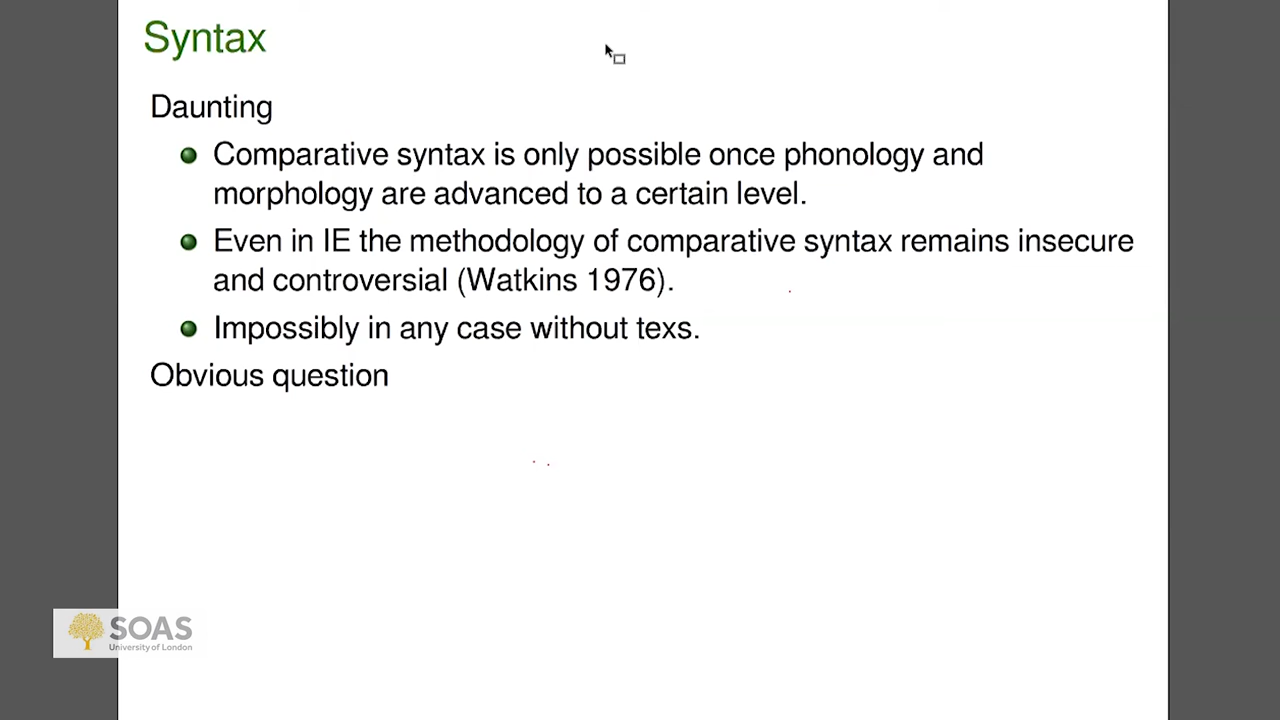 Syntax
Daunting
Comparative syntax is only possible once phonology and
morphology are advanced to a certain level.
Even in IE the methodology of comparative syntax remains insecure
and controversial (Watkins 1976).
Impossibly in any case without texs.
Obvious question
SOAS
University of London